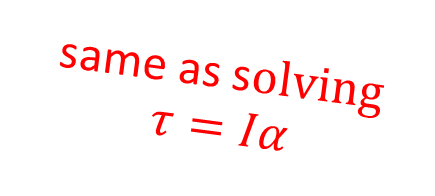 same as solving
τ = Iα